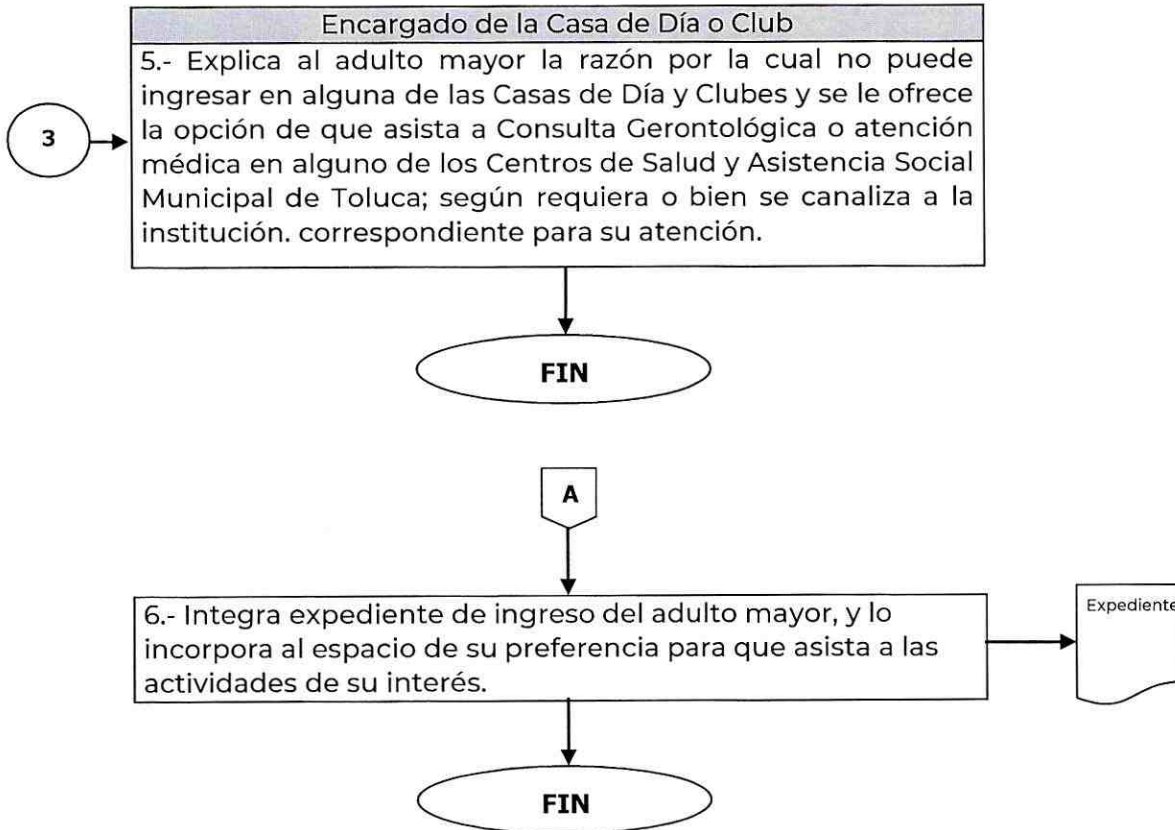 Encargado de la Casa de Día o Club
5.- Explica al adulto mayor la razón por la cual no puede
ingresar en alguna de las Casas de Día y Clubes y se le ofrece
la opción de que asista a Consulta Gerontológica o atención
médica en alguno de los Centros de Salud y Asistencia Social
Municipal de Toluca; según requiera o bien se canaliza a la
institución. correspondiente para su atención.
3
FIN
A
6.- Integra expediente de ingreso del adulto mayor, y lo
incorpora al espacio de su preferencia para que asista a las
actividades de su interés.
Expediente
FIN